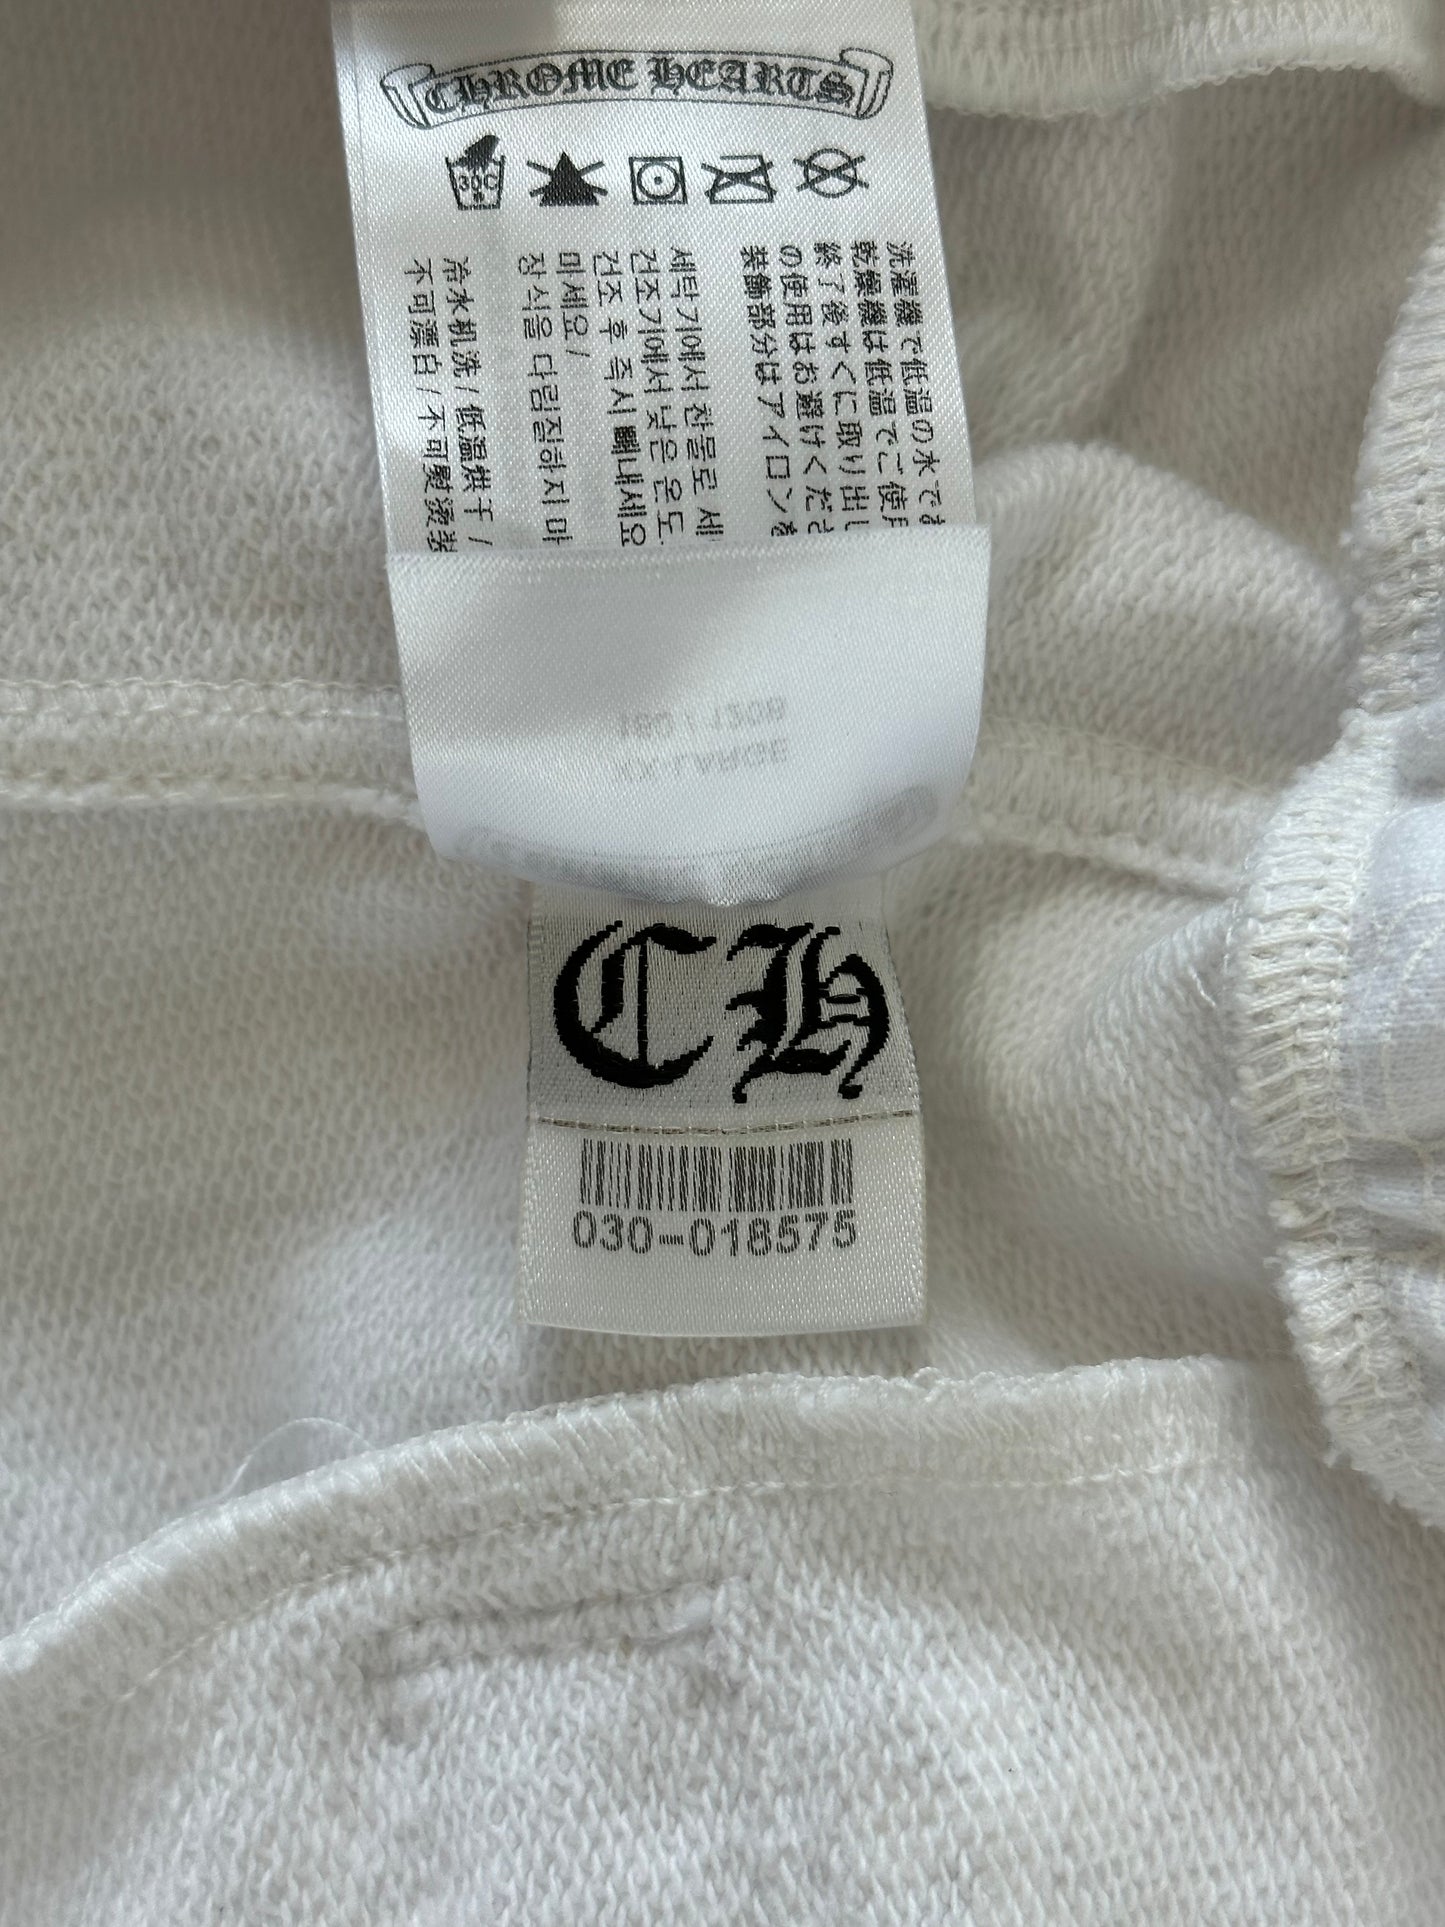 CHROME HEARTS
30C
洗濯機で低温の水で
乾燥機は低温でご使用
終了後すぐに取り出し
の使用はお避けくださ
装飾部分はアイロンを
세탁기에서 찬물로 세
건조기에서 낮은 온도
건조 후 즉시 빼내세요
마세요 /
장식을 다림질하지 마
冷水机洗 / 低温烘干 /
不可漂白 / 不可熨烫装
XX-LARGE
CH
030-018575